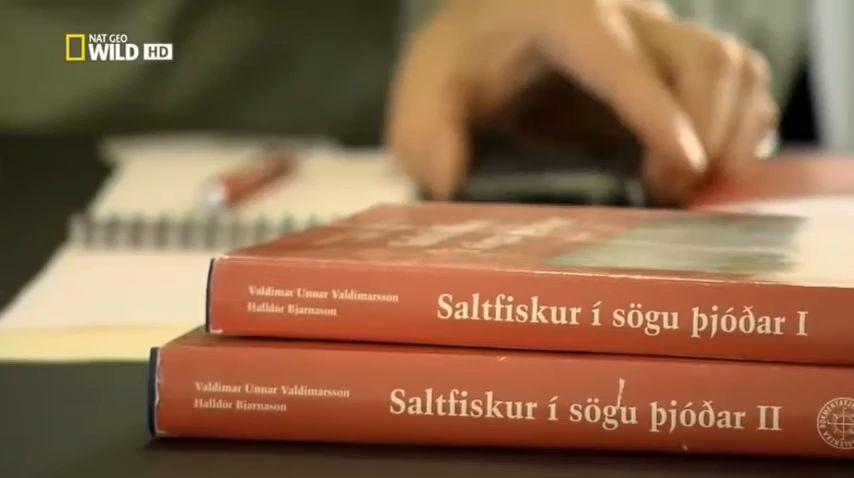 NAT GEO
WILD HD
Valdimar Unnar Valdimarsson
Halldór Bjarnason
Saltfiskur í sögu þjóðar I
Valdimar Unnar Valdimarsson
Halldór Bjarnason
Saltfiskur í sögu þjóðar II